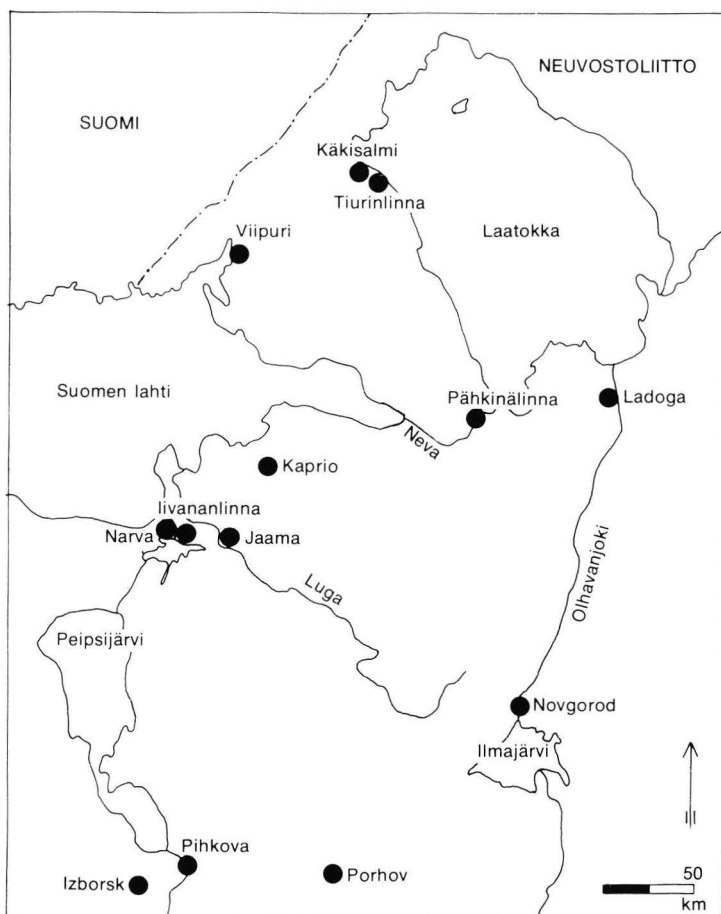 NEUVOSTOLIITTO
SUOMI
Käkisalmi
Tiurinlinna
Viipuri
Laatokka
Suomen lahti
Pähkinälinna
Ladoga
Neva
Kaprio
Iivananlinna
Narva
Jaama
Luga
Olhavanjoki
Peipsijärvi
Novgorod
Ilmajärvi
Pihkova
Izborsk
Porhov
50
km